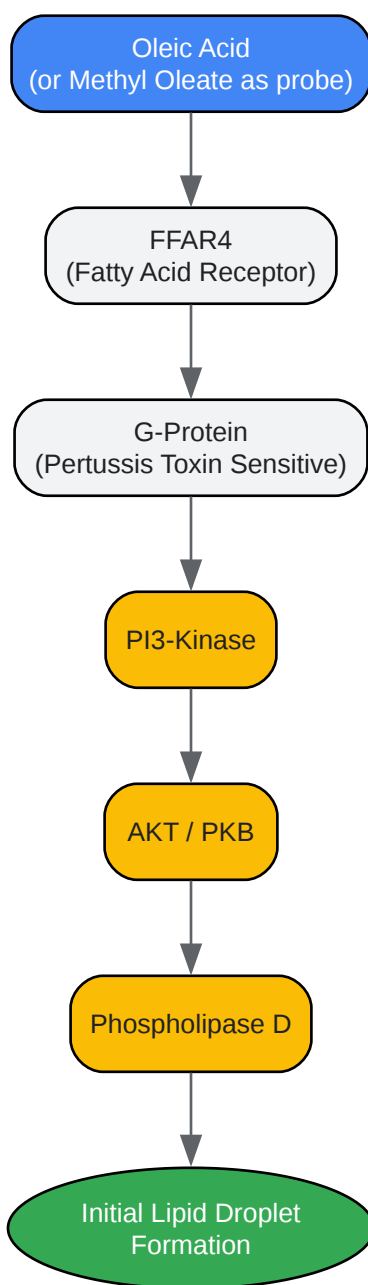 Oleic Acid
(or Methyl Oleate as probe)
FFAR4
(Fatty Acid Receptor)
G-Protein
(Pertussis Toxin Sensitive)
PI3-Kinase
AKT / PKB
Phospholipase D
Initial Lipid Droplet
Formation